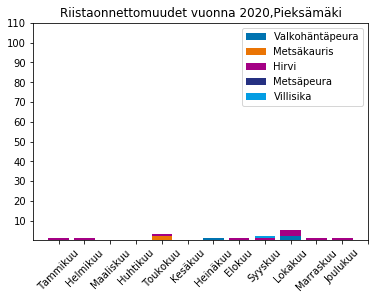 Riistaonnettomuudet vuonna 2020,Pieksämäki
110
100
90
80
70
60
50
40
30
20
10
Valkohäntäpeura
Metsäkauris
Hirvi
Metsäpeura
Villisika
Tammikuu
Helmikuu
Maaliskuu
Huhtikuu
Toukokuu
Kesäkuu
Heinäkuu
Elokuu
Syyskuu
Lokakuu
Marraskuu
Joulukuu